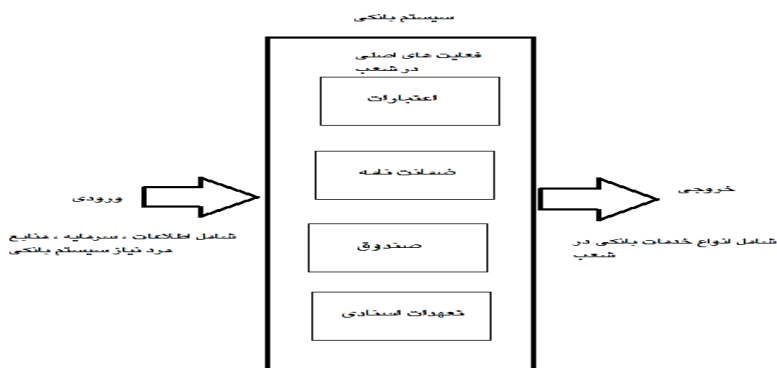 سیستم بانکی
فعالیت های اصلی
در شعب
اعتبارات
ضمانت نامه
صندوق
تعهدات اسنادی
ورودی
شامل اطلاعات ، سرمایه ، منابع
مرد نیاز سیستم بانکی
خروجی
شامل انواع خدمات بانکی در
شعب